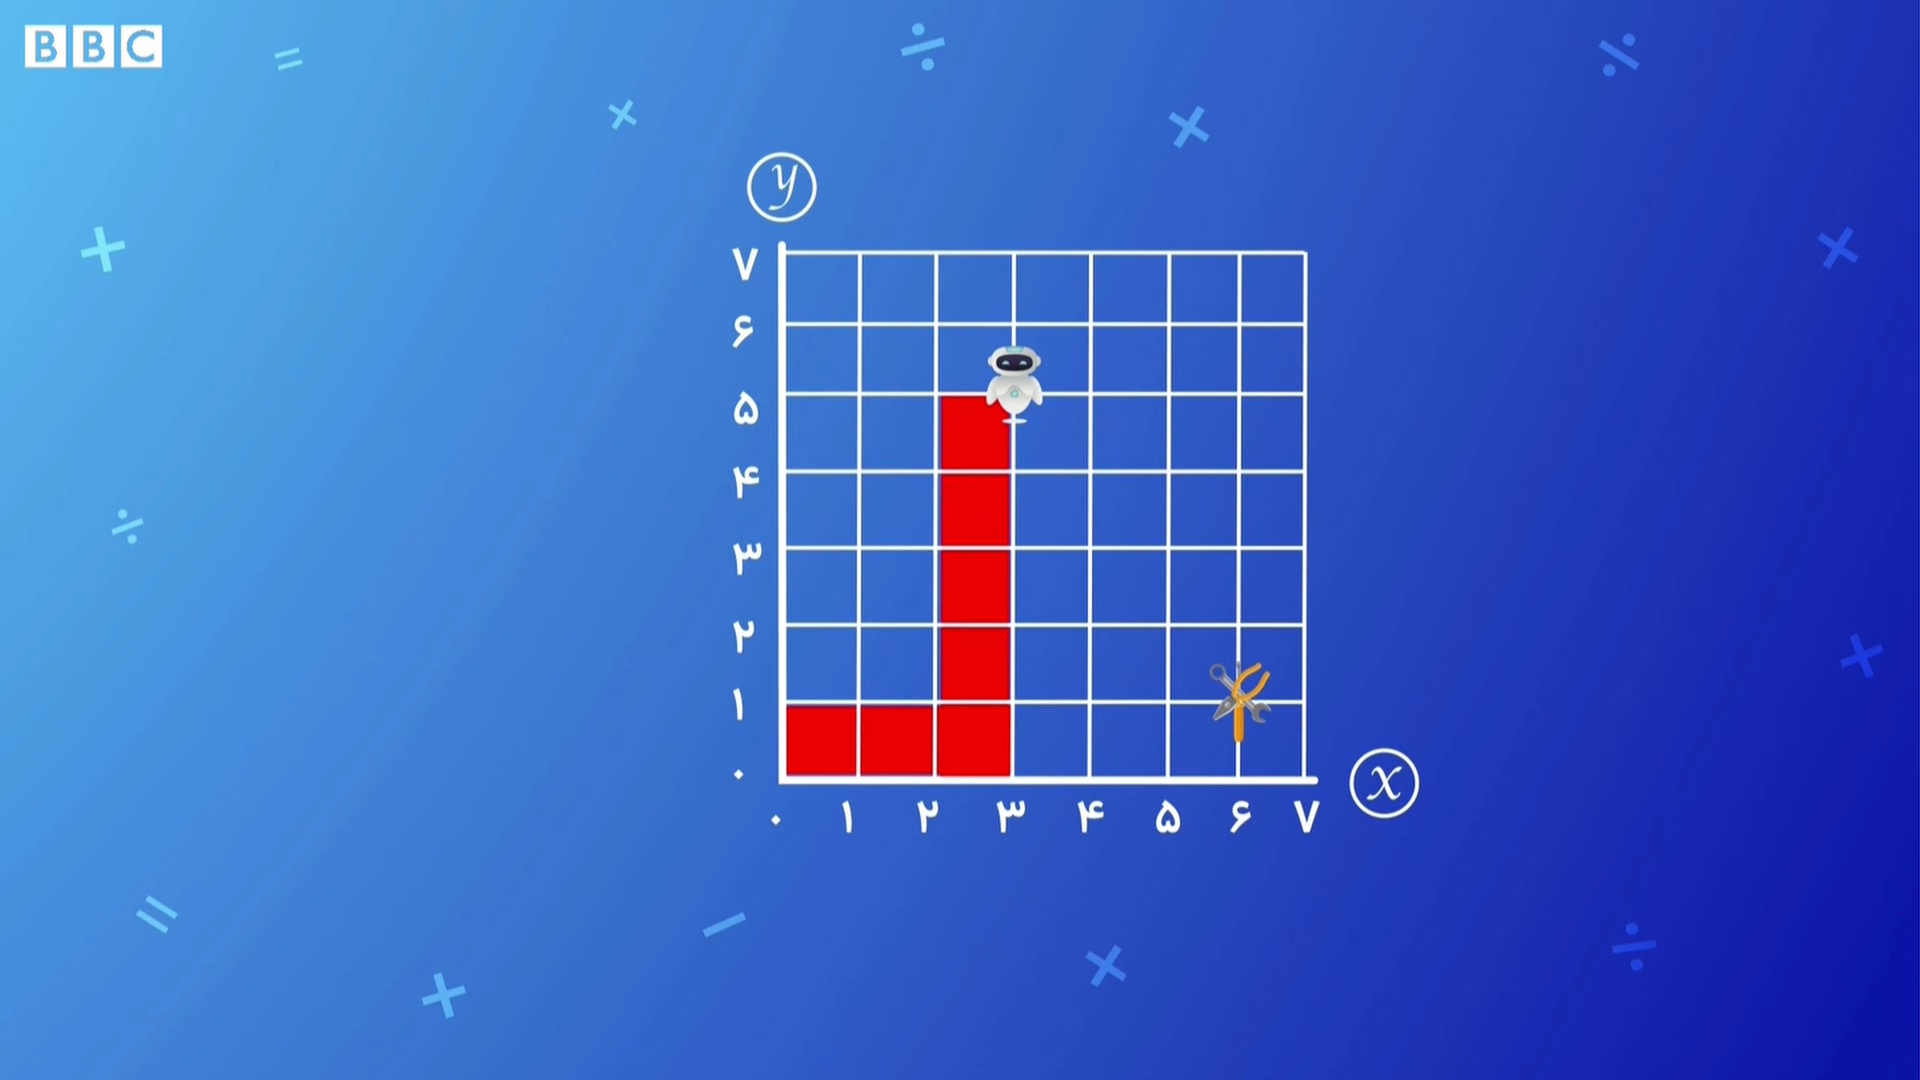 BBC
y
۷
۶
۵
۴
۳
۲
۱
۰
۰ ۱ ۲ ۳ ۴ ۵ ۶ ۷
x